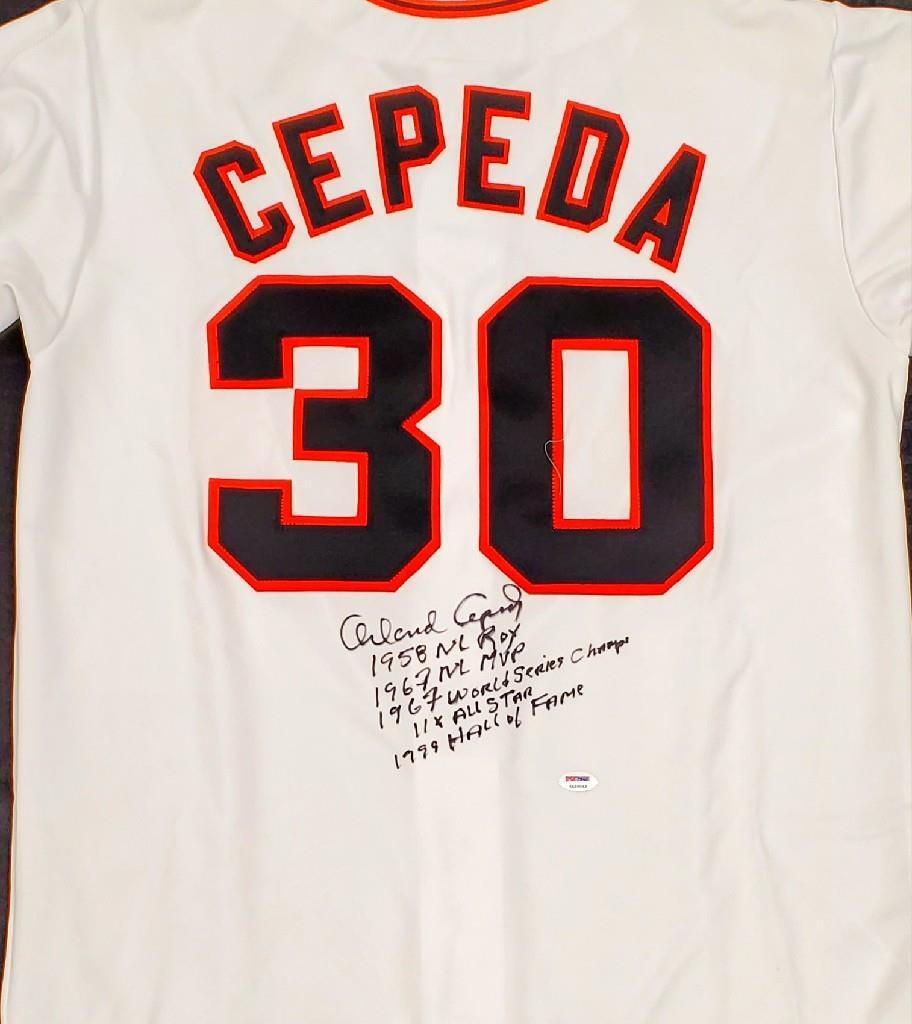 CEPEDA
30
Orlando Cepeda
1958 NL ROY
1967 NL MVP
1967 WORLD SERIES Champs
11X ALL STAR
1999 HALL of FAME